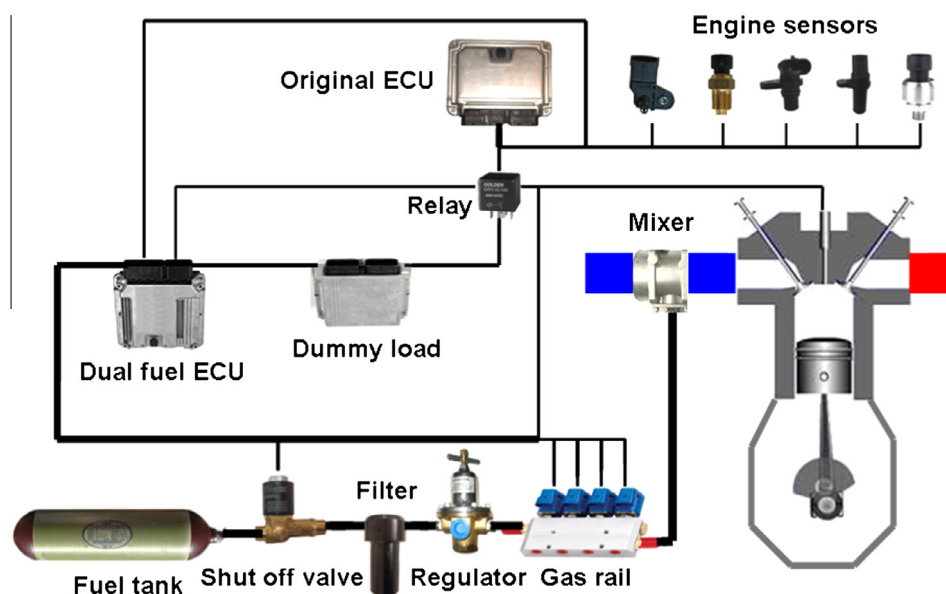 Engine sensors
Original ECU
Relay
GOLDEN
Mixer
Dual fuel ECU
Dummy load
Filter
Fuel tank
Shut off valve
Regulator
Gas rail